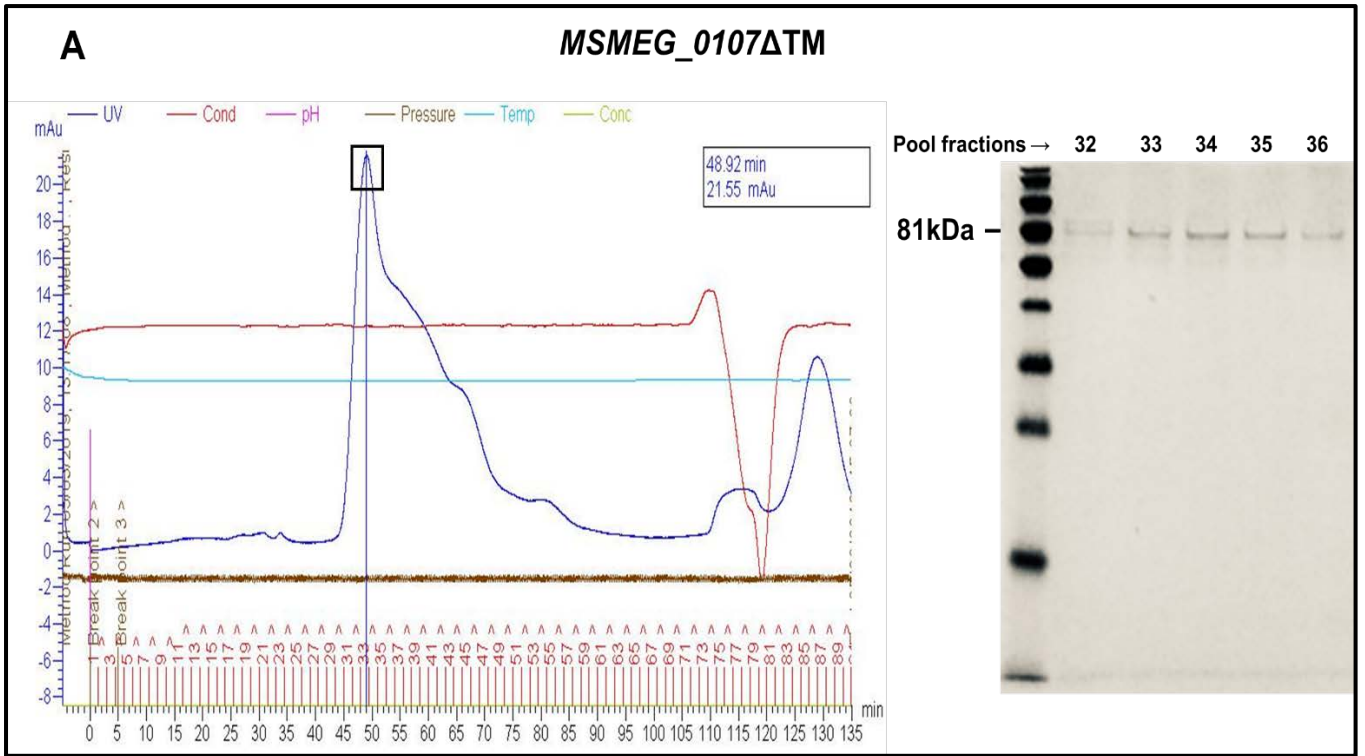 A
MSMEG_0107ΔTM
UV Cond pH Pressure Temp Conc
mAu
48.92 min
21.55 mAu
20
18
16
14
12
10
8
6
4
2
0
-2
-4
-6
-8
Break point 2 >
Break point 3 >
1 3 5 7 9 11 13 15 17 19 21 23 25 27 29 31 33 35 37 39 41 43 45 47 49 51 53 55 57 59 61 63 65 67 69 71 73 75 77 79 81 83 85 87 89
0 5 10 15 20 25 30 35 40 45 50 55 60 65 70 75 80 85 90 95 100 105 110 115 120 125 130 135
min
Pool fractions → 32 33 34 35 36
81kDa –